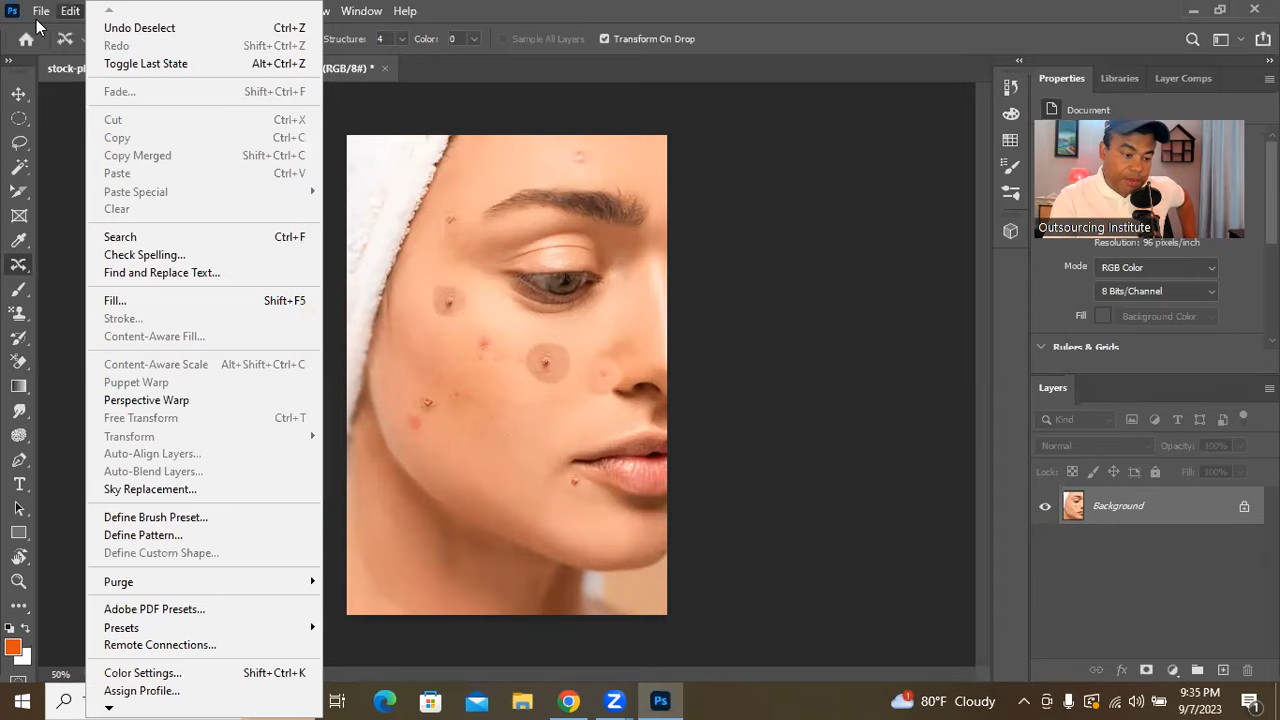 Ps File Edit Window Help
Structure: 4 Color: 0 Sample All Layers Transform On Drop
(RGB/8#) * ×
Undo Deselect Ctrl+Z
Redo Shift+Ctrl+Z
Toggle Last State Alt+Ctrl+Z
Fade... Shift+Ctrl+F
Cut Ctrl+X
Copy Ctrl+C
Copy Merged Shift+Ctrl+C
Paste Ctrl+V
Paste Special
Clear
Search Ctrl+F
Check Spelling...
Find and Replace Text...
Fill... Shift+F5
Stroke...
Content-Aware Fill...
Content-Aware Scale Alt+Shift+Ctrl+C
Puppet Warp
Perspective Warp
Free Transform Ctrl+T
Transform
Auto-Align Layers...
Auto-Blend Layers...
Sky Replacement...
Define Brush Preset...
Define Pattern...
Define Custom Shape...
Purge
Adobe PDF Presets...
Presets
Remote Connections...
Color Settings... Shift+Ctrl+K
Assign Profile...
50%
Properties Libraries Layer Comps
Document
Outsourcing Institute
Resolution: 96 pixels/inch
Mode RGB Color
8 Bits/Channel
Fill Background Color
Rulers & Grids
Layers
Kind
Normal Opacity: 100%
Lock: Fill: 100%
Background
Ps 80°F Cloudy 9:35 PM
9/7/2023